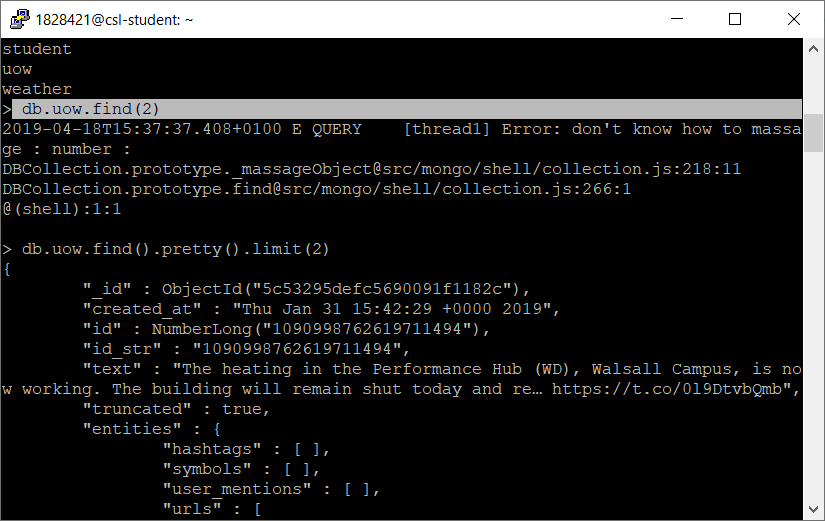 1828421@csl-student: ~
student
uow
weather
> db.uow.find(2)
2019-04-18T15:37:37.408+0100 E QUERY    [thread1] Error: don't know how to massa
ge : number :
DBCollection.prototype._massageObject@src/mongo/shell/collection.js:218:11
DBCollection.prototype.find@src/mongo/shell/collection.js:266:1
@(shell):1:1
> db.uow.find().pretty().limit(2)
{
        "_id" : ObjectId("5c53295defc5690091f1182c"),
        "created_at" : "Thu Jan 31 15:42:29 +0000 2019",
        "id" : NumberLong("1090998762619711494"),
        "id_str" : "1090998762619711494",
        "text" : "The heating in the Performance Hub (WD), Walsall Campus, is no
w working. The building will remain shut today and re… https://t.co/0l9DtvbQmb",
        "truncated" : true,
        "entities" : {
                "hashtags" : [ ],
                "symbols" : [ ],
                "user_mentions" : [ ],
                "urls" : [